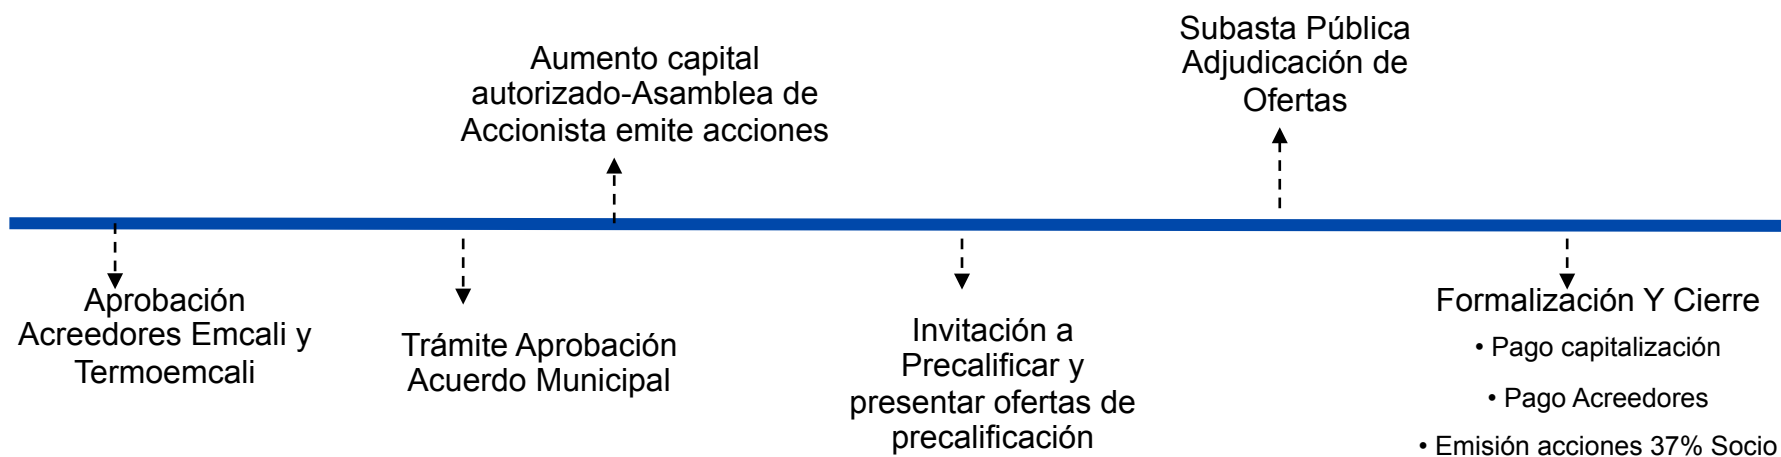 Aumento capital
autorizado-Asamblea de
Accionista emite acciones
Subasta Pública
Adjudicación de
Ofertas
Aprobación
Acreedores Emcali y
Termoemcali
Trámite Aprobación
Acuerdo Municipal
Invitación a
Precalificar y
presentar ofertas de
precalificación
Formalización Y Cierre
• Pago capitalización
• Pago Acreedores
• Emisión acciones 37% Socio